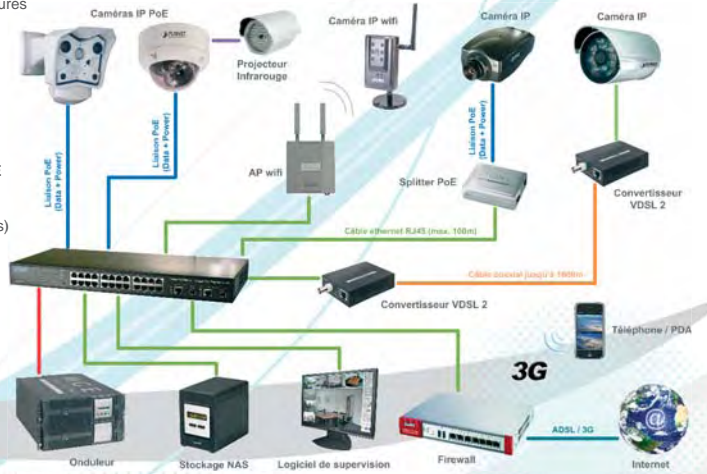 ures
Caméras IP PoE
Caméra IP wifi
Caméra IP
Caméra IP
PLANET
Projecteur
Infrarouge
Liaison PoE
(Data + Power)
Liaison PoE
(Data + Power)
Liaison PoE
(Data + Power)
AP wifi
Splitter PoE
Convertisseur
VDSL 2
E
s)
Câble ethernet RJ45 (max. 100m)
Câble coaxial jusqu'à 1800m
Convertisseur VDSL 2
Téléphone / PDA
3G
ADSL / 3G
@
Onduleur
Stockage NAS
Logiciel de supervision
Firewall
Internet